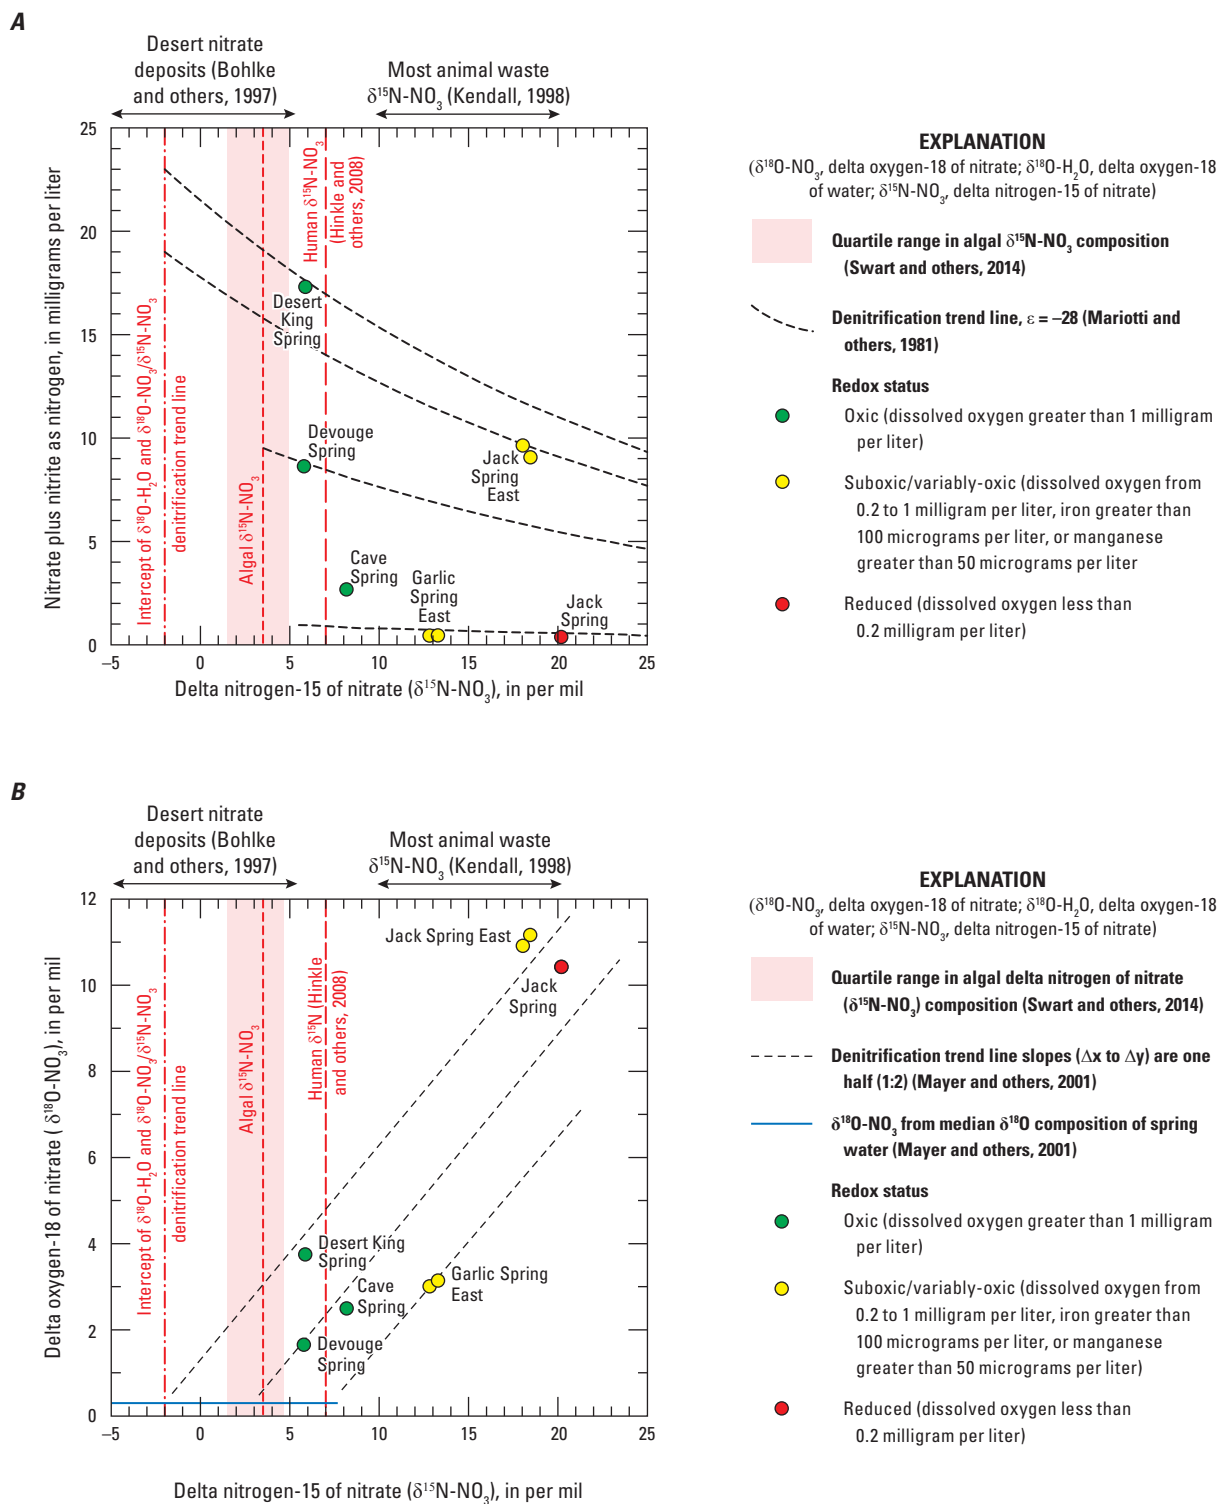 A
Desert nitrate
deposits (Bohlke
and others, 1997)
Most animal waste
δ¹⁵N-NO₃ (Kendall, 1998)
25
20
15
10
5
0
Nitrate plus nitrite as nitrogen, in milligrams per liter
Intercept of δ¹⁸O-H₂O and δ¹⁸O-NO₃/δ¹⁵N-NO₃
denitrification trend line
Algal δ¹⁵N-NO₃
Human δ¹⁵N-NO₃
(Hinkle and
others, 2008)
Desert
King
Spring
Devouge
Spring
Jack
Spring
East
Cave
Spring
Garlic
Spring
East
Jack
Spring
–5 0 5 10 15 20 25
Delta nitrogen-15 of nitrate (δ¹⁵N-NO₃), in per mil
EXPLANATION
(δ¹⁸O-NO₃, delta oxygen-18 of nitrate; δ¹⁸O-H₂O, delta oxygen-18
of water; δ¹⁵N-NO₃, delta nitrogen-15 of nitrate)
Quartile range in algal δ¹⁵N-NO₃ composition
(Swart and others, 2014)
Denitrification trend line, ε = –28 (Mariotti and
others, 1981)
Redox status
Oxic (dissolved oxygen greater than 1 milligram
per liter)
Suboxic/variably-oxic (dissolved oxygen from
0.2 to 1 milligram per liter, iron greater than
100 micrograms per liter, or manganese
greater than 50 micrograms per liter
Reduced (dissolved oxygen less than
0.2 milligram per liter)
B
Desert nitrate
deposits (Bohlke
and others, 1997)
Most animal waste
δ¹⁵N-NO₃ (Kendall, 1998)
12
10
8
6
4
2
0
Delta oxygen-18 of nitrate ( δ¹⁸O-NO₃), in per mil
Intercept of δ¹⁸O-H₂O and δ¹⁸O-NO₃/δ¹⁵N-NO₃
denitrification trend line
Algal δ¹⁵N-NO₃
Human δ¹⁵N (Hinkle
and others, 2008)
Jack Spring East
Jack
Spring
Desert King
Spring
Cave
Spring
Garlic Spring
East
Devouge
Spring
–5 0 5 10 15 20 25
Delta nitrogen-15 of nitrate (δ¹⁵N-NO₃), in per mil
EXPLANATION
(δ¹⁸O-NO₃, delta oxygen-18 of nitrate; δ¹⁸O-H₂O, delta oxygen-18
of water; δ¹⁵N-NO₃, delta nitrogen-15 of nitrate)
Quartile range in algal delta nitrogen of nitrate
(δ¹⁵N-NO₃) composition (Swart and others, 2014)
Denitrification trend line slopes (Δx to Δy) are one
half (1:2) (Mayer and others, 2001)
δ¹⁸O-NO₃ from median δ¹⁸O composition of spring
water (Mayer and others, 2001)
Redox status
Oxic (dissolved oxygen greater than 1 milligram
per liter)
Suboxic/variably-oxic (dissolved oxygen from
0.2 to 1 milligram per liter, iron greater than
100 micrograms per liter, or manganese
greater than 50 micrograms per liter)
Reduced (dissolved oxygen less than
0.2 milligram per liter)